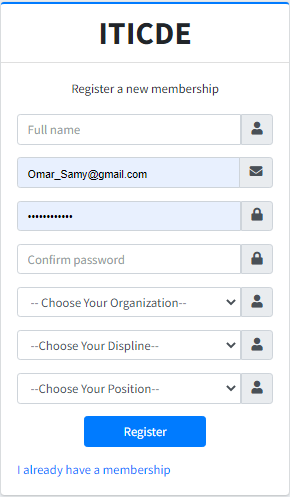 ITICDE
Register a new membership
Full name
Omar_Samy@gmail.com
••••••••••••
Confirm password
-- Choose Your Organization--
--Choose Your Displine--
--Choose Your Position--
Register
I already have a membership